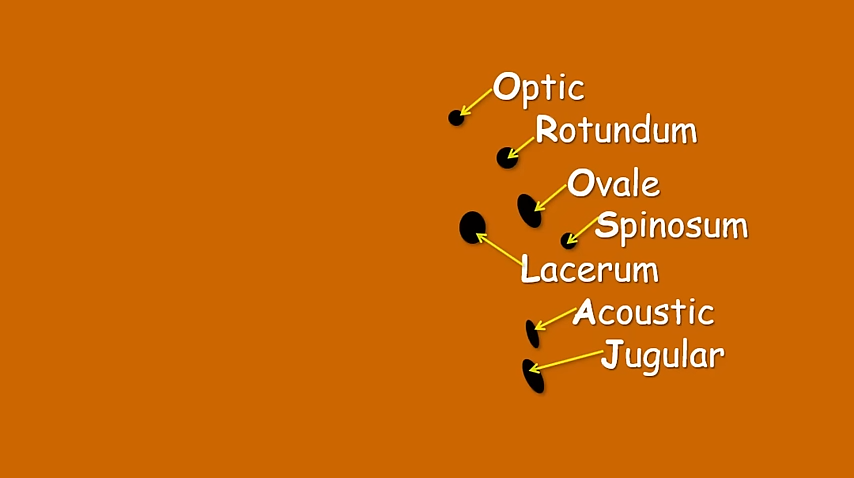 Optic
Rotundum
Ovale
Spinosum
Lacerum
Acoustic
Jugular